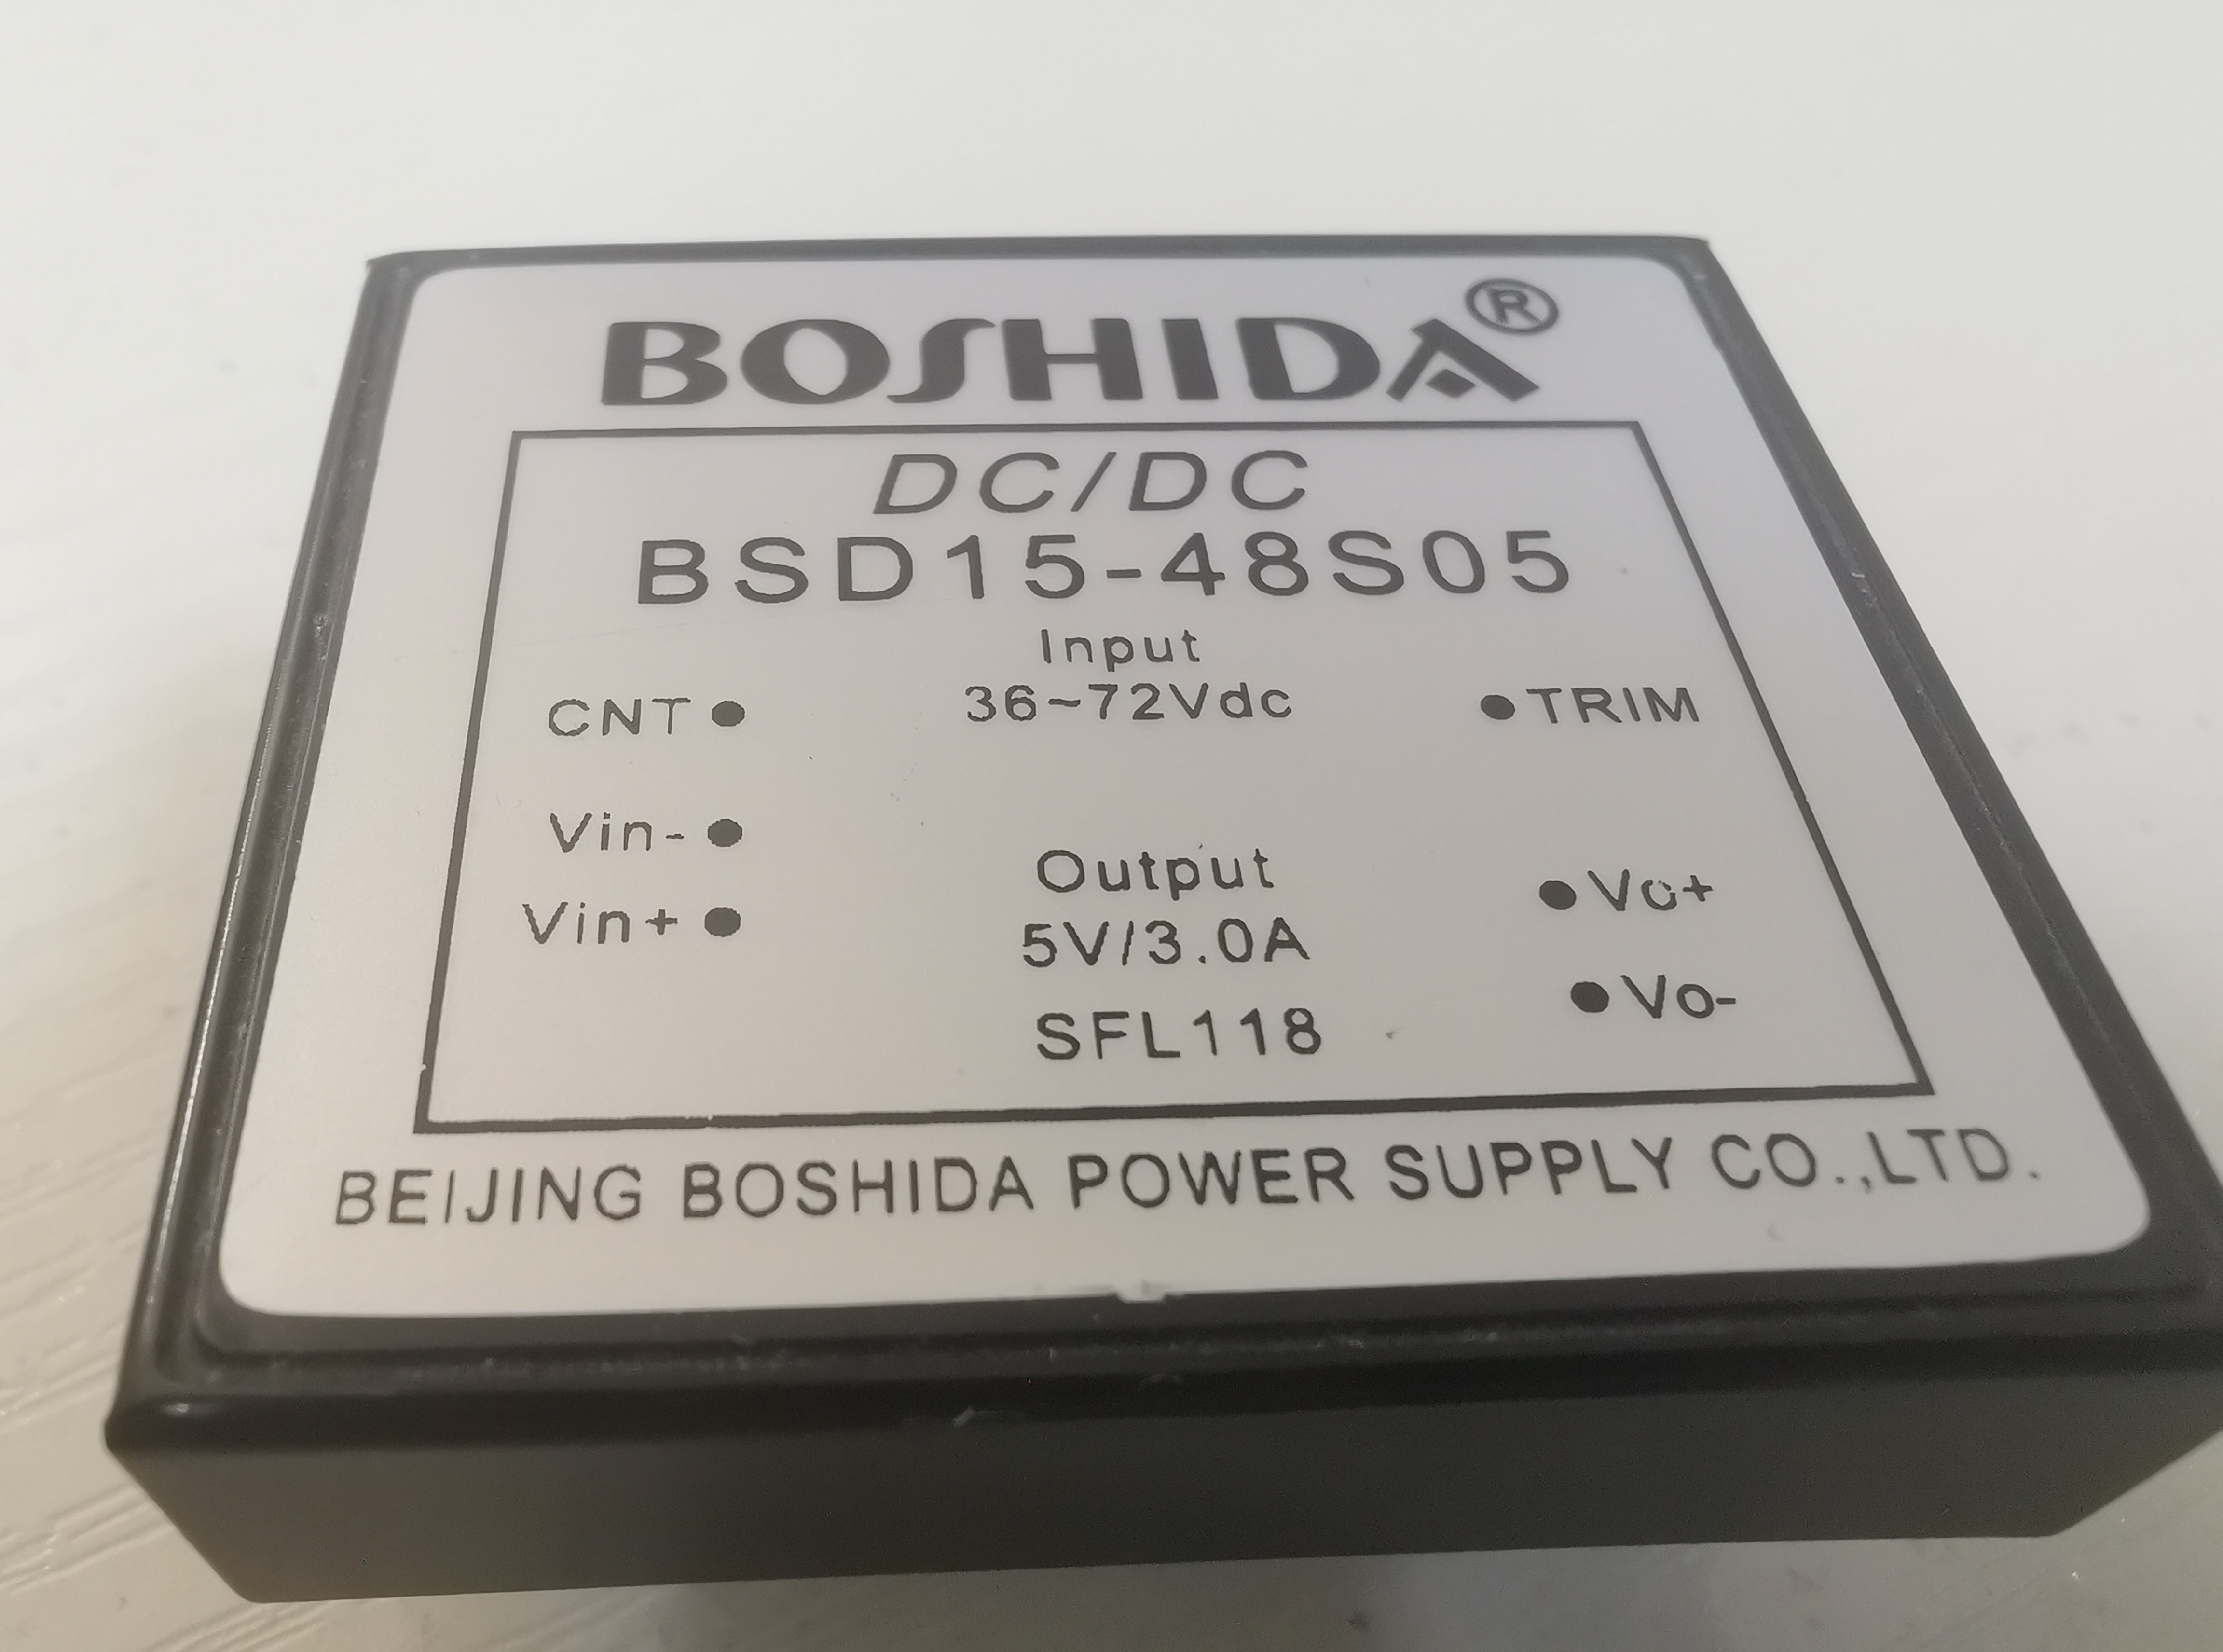 BOSHIDA®
DC/DC
BSD15-48S05
Input
CNT 36~72Vdc TRIM
Vin-
Output Vo+
Vin+ 5V/3.0A
SFL118 Vo-
BEIJING BOSHIDA POWER SUPPLY CO.,LTD.